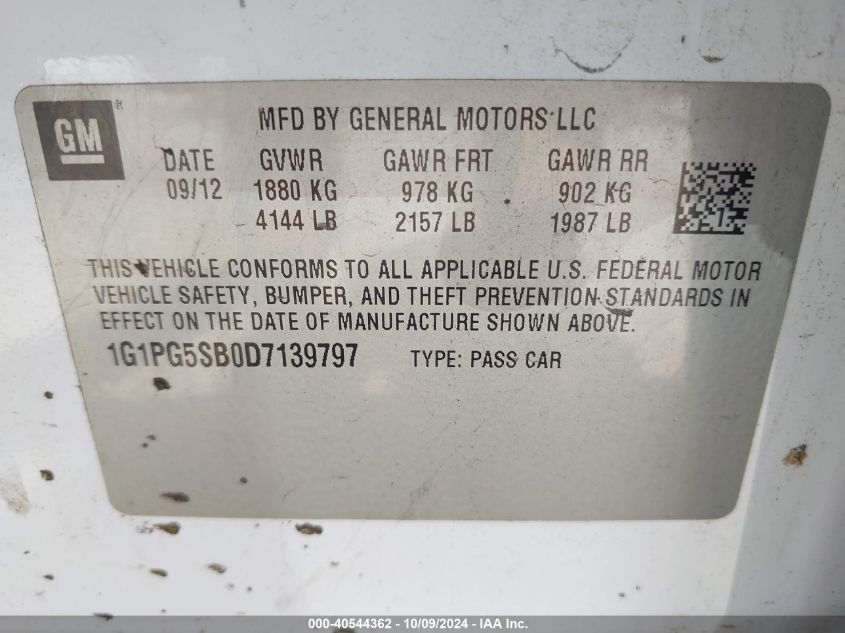 GM®
MFD BY GENERAL MOTORS LLC
DATE GVWR GAWR FRT GAWR RR
09/12 1880 KG 978 KG 902 KG
4144 LB 2157 LB 1987 LB
THIS VEHICLE CONFORMS TO ALL APPLICABLE U.S. FEDERAL MOTOR
VEHICLE SAFETY, BUMPER, AND THEFT PREVENTION STANDARDS IN
EFFECT ON THE DATE OF MANUFACTURE SHOWN ABOVE.
1G1PG5SB0D7139797 TYPE: PASS CAR
000-40544362 - 10/09/2024 - IAA Inc.